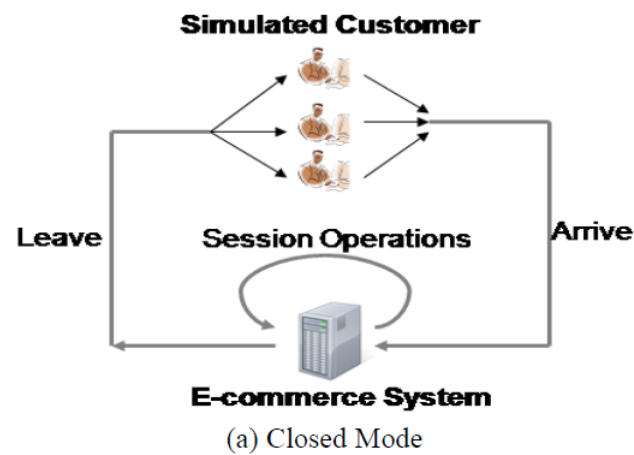 Simulated Customer
Leave
Session Operations
Arrive
E-commerce System
(a) Closed Mode